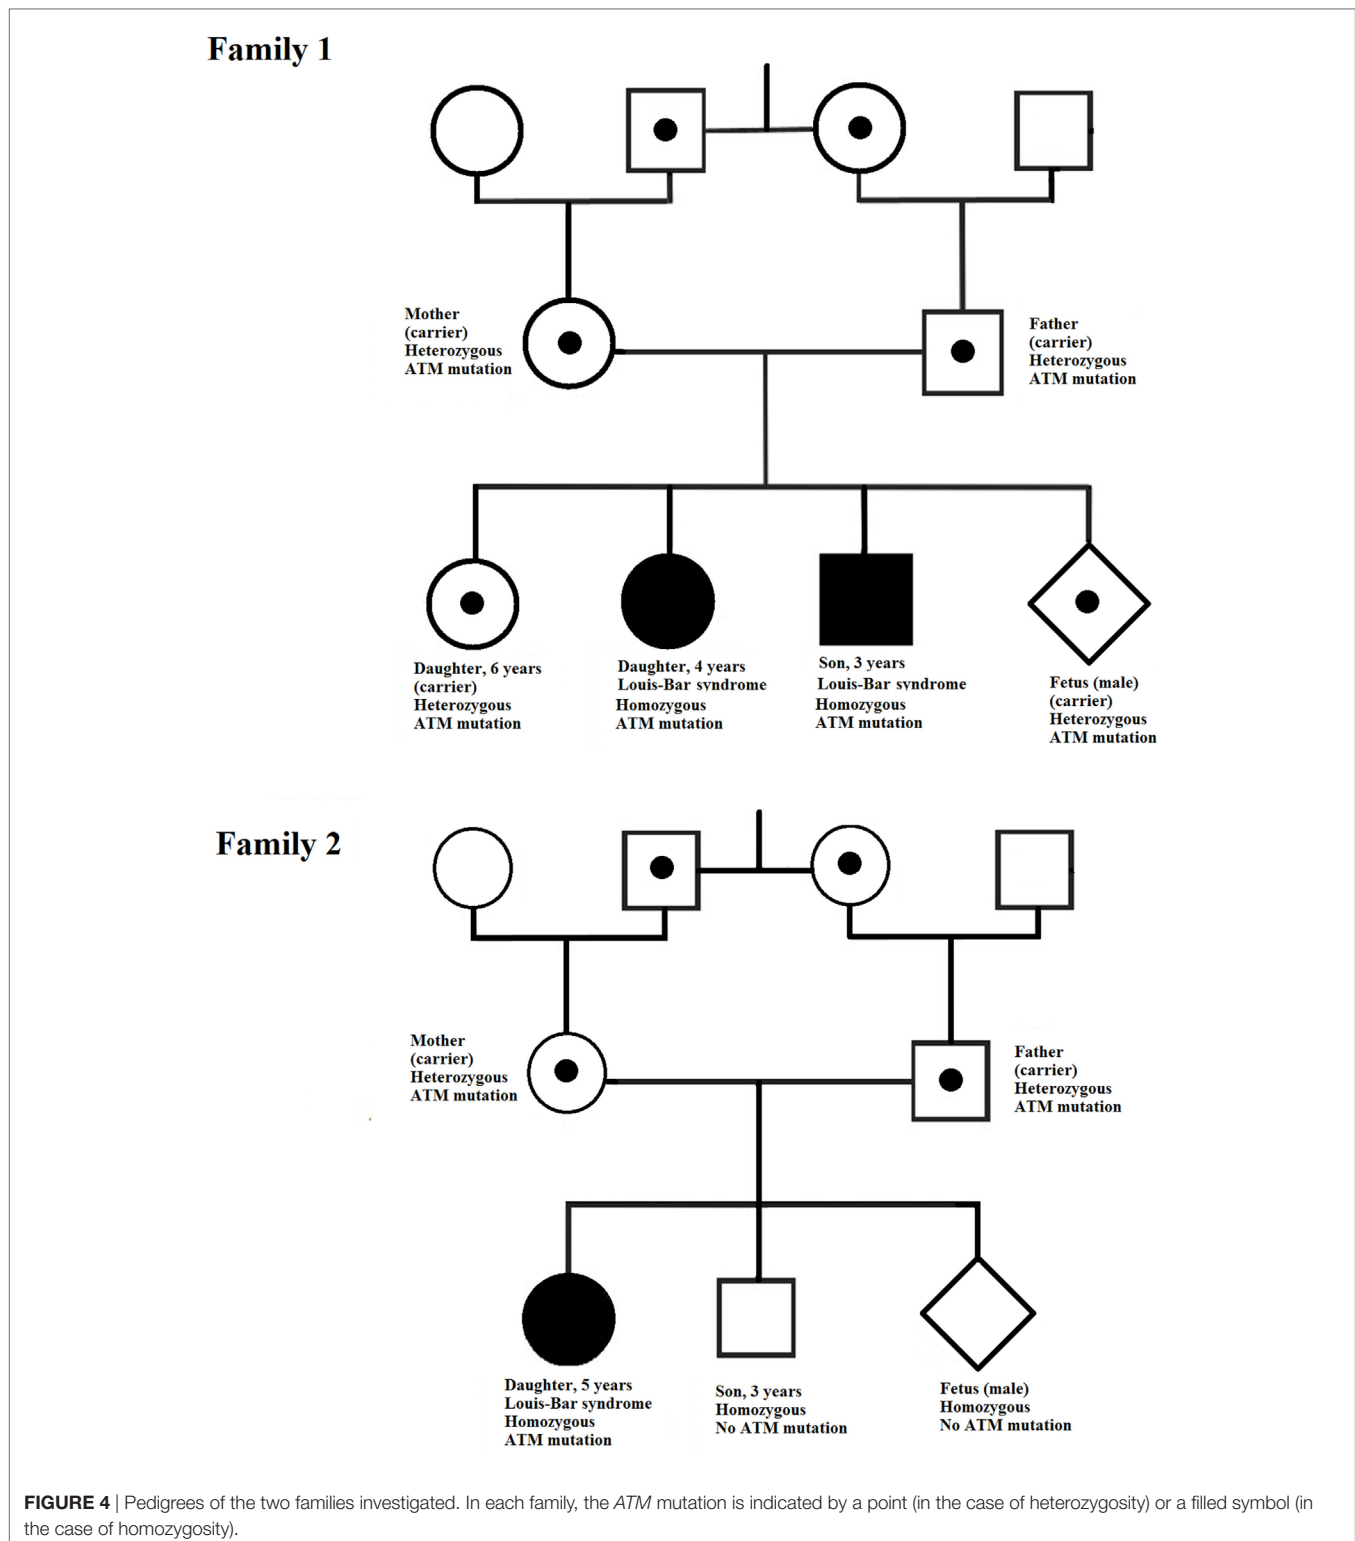 Family 1
Mother
(carrier)
Heterozygous
ATM mutation
Father
(carrier)
Heterozygous
ATM mutation
Daughter, 6 years
(carrier)
Heterozygous
ATM mutation
Daughter, 4 years
Louis-Bar syndrome
Homozygous
ATM mutation
Son, 3 years
Louis-Bar syndrome
Homozygous
ATM mutation
Fetus (male)
(carrier)
Heterozygous
ATM mutation
Family 2
Mother
(carrier)
Heterozygous
ATM mutation
Father
(carrier)
Heterozygous
ATM mutation
Daughter, 5 years
Louis-Bar syndrome
Homozygous
ATM mutation
Son, 3 years
Homozygous
No ATM mutation
Fetus (male)
Homozygous
No ATM mutation
FIGURE 4 | Pedigrees of the two families investigated. In each family, the ATM mutation is indicated by a point (in the case of heterozygosity) or a filled symbol (in
the case of homozygosity).